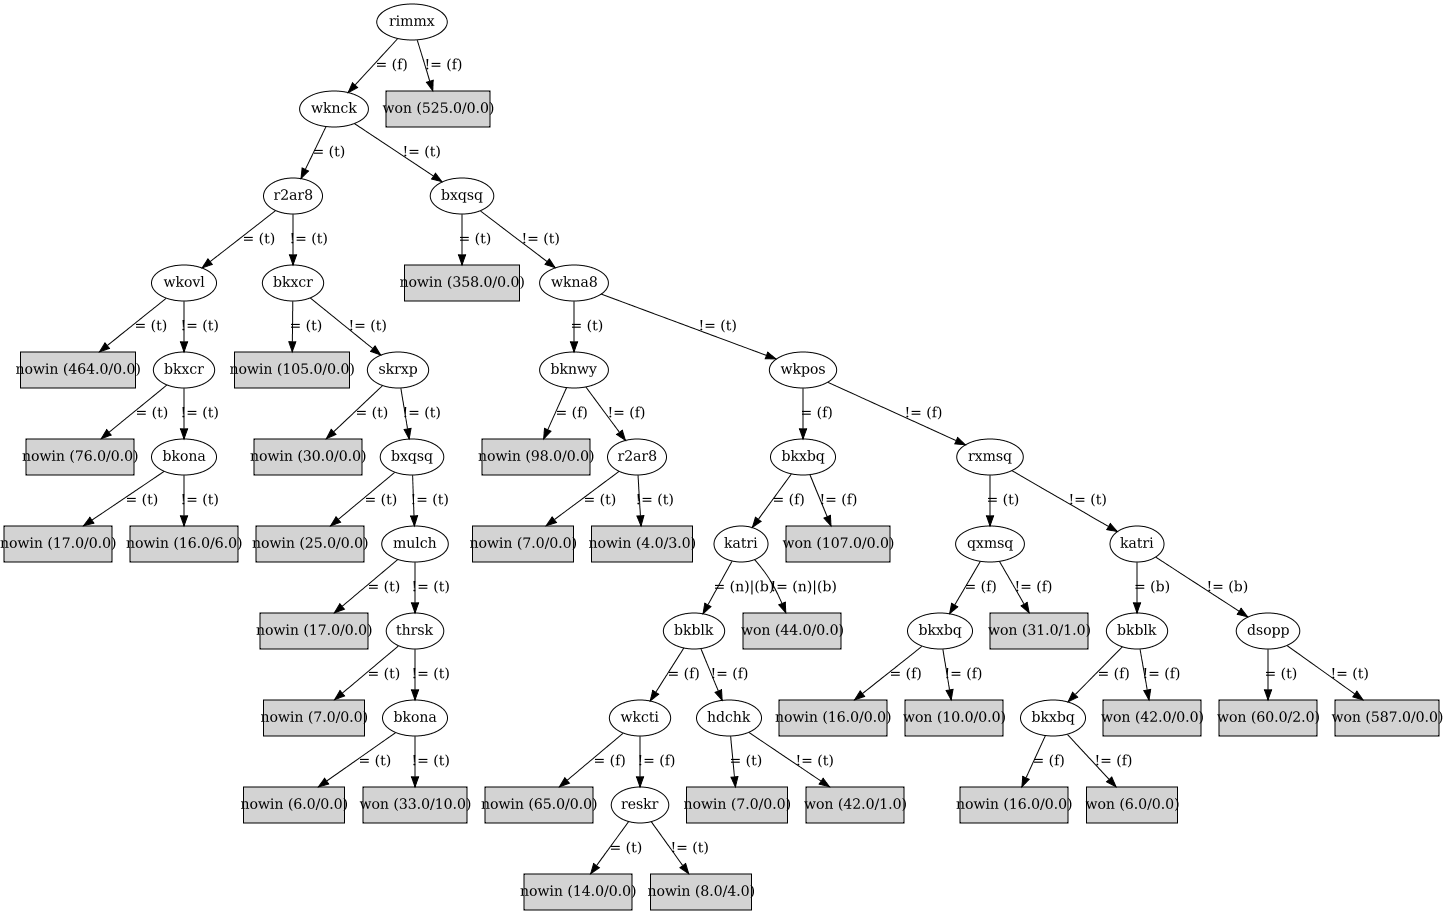 rimmx
= (f) != (f)
wknck won (525.0/0.0)
= (t) != (t)
r2ar8 bxqsq
= (t) != (t) = (t) != (t)
wkovl bkxcr nowin (358.0/0.0) wkna8
= (t) != (t) = (t) != (t) = (t) != (t)
nowin (464.0/0.0) bkxcr nowin (105.0/0.0) skrxp bknwy wkpos
= (t) != (t) = (t) != (t) = (f) != (f) = (f) != (f)
nowin (76.0/0.0) bkona nowin (30.0/0.0) bxqsq nowin (98.0/0.0) r2ar8 bkxbq rxmsq
= (t) != (t) = (t) != (t) = (t) != (t) = (f) != (f) = (t) != (t)
nowin (17.0/0.0) nowin (16.0/6.0) nowin (25.0/0.0) mulch nowin (7.0/0.0) nowin (4.0/3.0) katri won (107.0/0.0) qxmsq katri
= (t) != (t) = (n)|(b) != (n)|(b) = (f) != (f) = (b) != (b)
nowin (17.0/0.0) thrsk bkblk won (44.0/0.0) bkxbq won (31.0/1.0) bkblk dsopp
= (t) != (t) = (f) != (f) = (f) != (f) = (f) != (f) = (t) != (t)
nowin (7.0/0.0) bkona wkcti hdchk nowin (16.0/0.0) won (10.0/0.0) bkxbq won (42.0/0.0) won (60.0/2.0) won (587.0/0.0)
= (t) != (t) = (f) != (f) = (t) != (t) = (f) != (f)
nowin (6.0/0.0) won (33.0/10.0) nowin (65.0/0.0) reskr nowin (7.0/0.0) won (42.0/1.0) nowin (16.0/0.0) won (6.0/0.0)
= (t) != (t)
nowin (14.0/0.0) nowin (8.0/4.0)